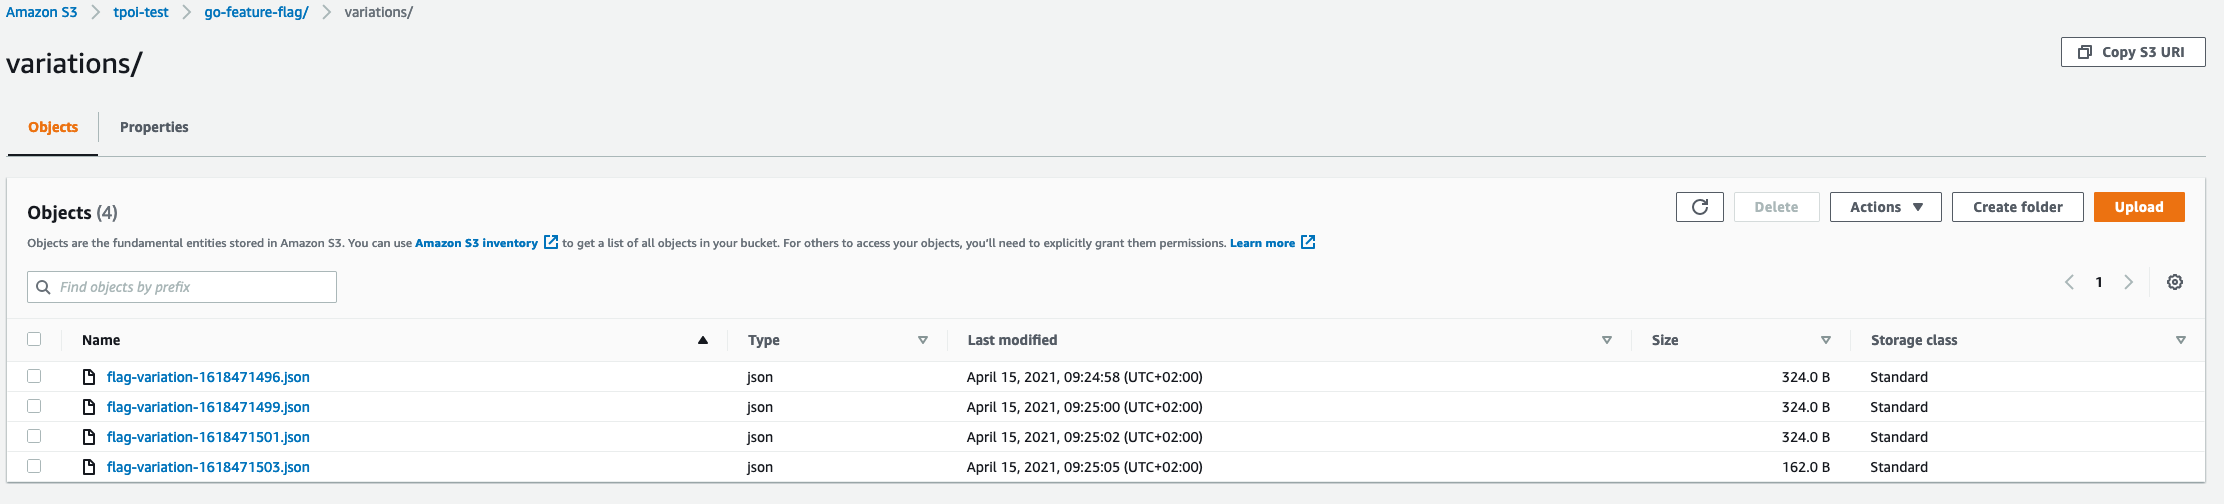 Amazon S3 > tpoi-test > go-feature-flag/ > variations/
variations/
Copy S3 URI
Objects Properties
Objects (4)
Delete Actions Create folder Upload
Objects are the fundamental entities stored in Amazon S3. You can use Amazon S3 inventory to get a list of all objects in your bucket. For others to access your objects, you'll need to explicitly grant them permissions. Learn more
Find objects by prefix
1
Name Type Last modified Size Storage class
flag-variation-1618471496.json json April 15, 2021, 09:24:58 (UTC+02:00) 324.0 B Standard
flag-variation-1618471499.json json April 15, 2021, 09:25:00 (UTC+02:00) 324.0 B Standard
flag-variation-1618471501.json json April 15, 2021, 09:25:02 (UTC+02:00) 324.0 B Standard
flag-variation-1618471503.json json April 15, 2021, 09:25:05 (UTC+02:00) 162.0 B Standard